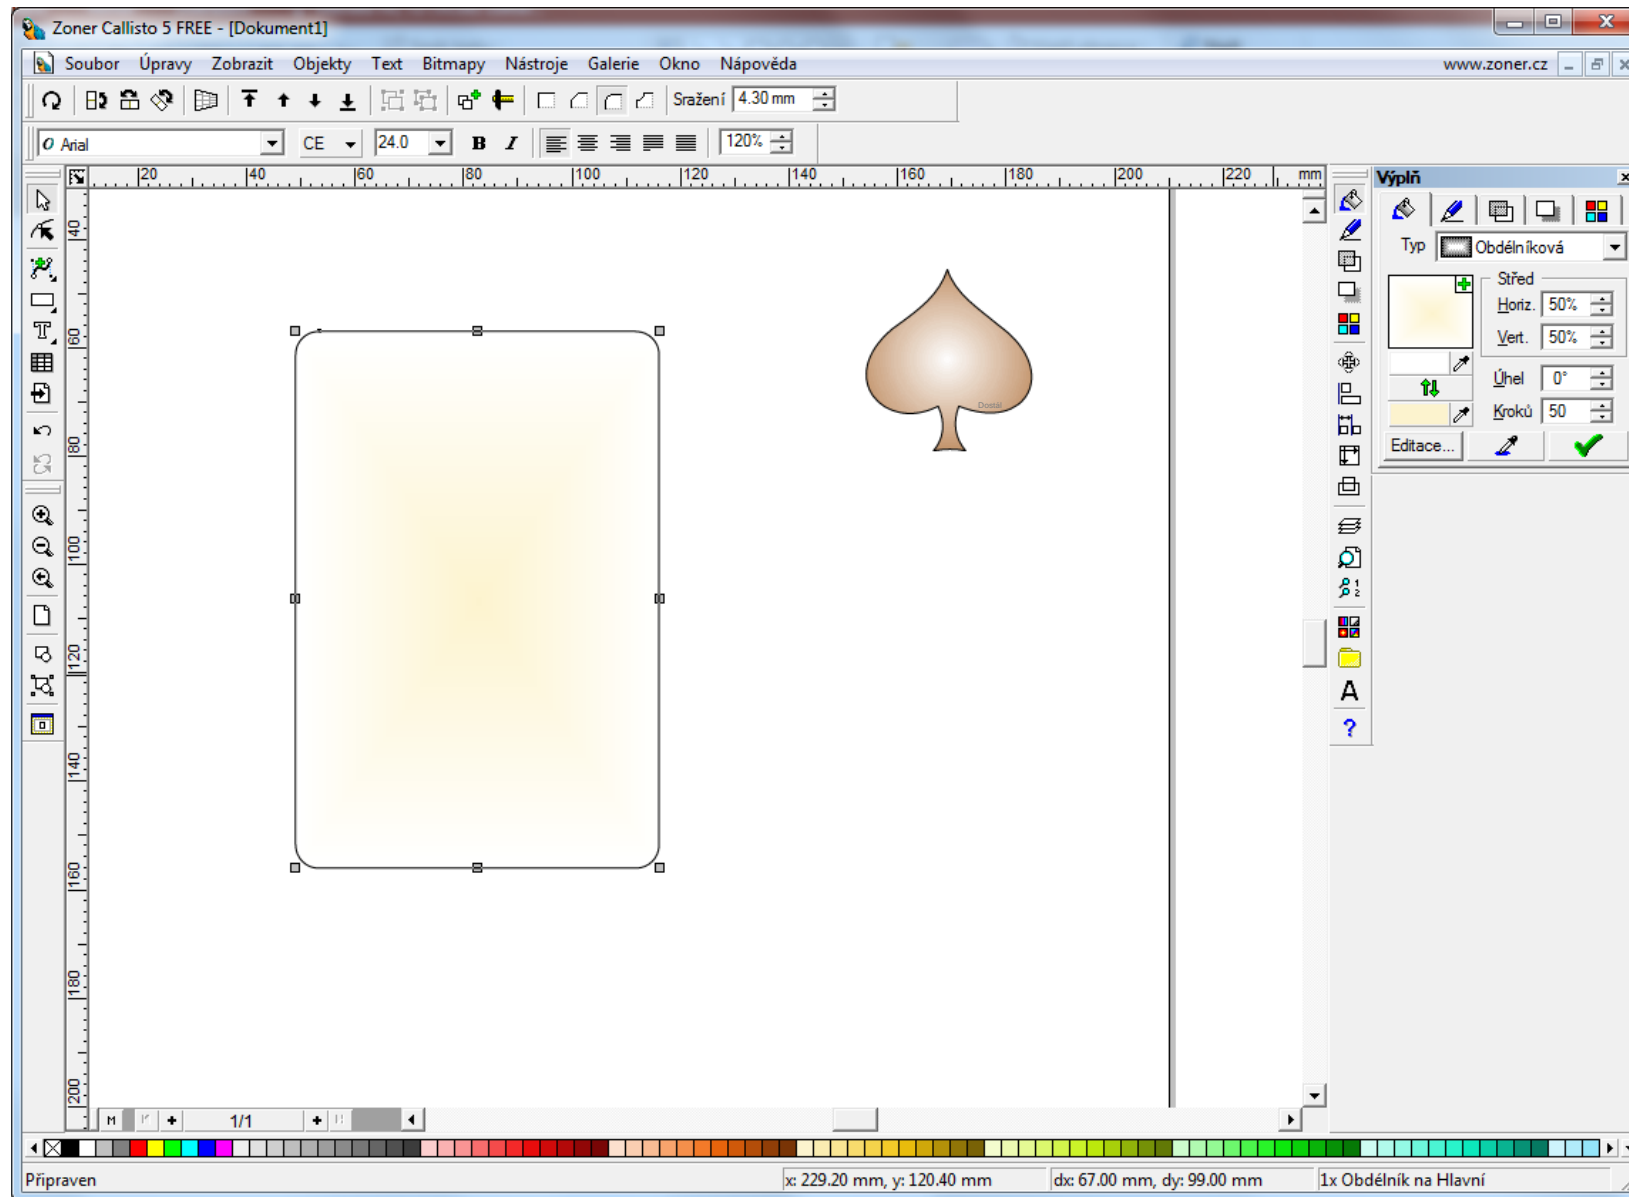 Zoner Callisto 5 FREE - [Dokument1]
Soubor Úpravy Zobrazit Objekty Text Bitmapy Nástroje Galerie Okno Nápověda www.zoner.cz
Sražení 4.30 mm
O Arial CE 24.0 B I 120%
20 40 60 80 100 120 140 160 180 200 220 mm
Výplň
Typ Obdélníková
Střed
Horiz. 50%
Vert. 50%
Úhel 0°
Kroků 50
Editace...
40
60
80
100
120
140
160
180
200
Dostál
T
A
?
1
2
M 1/1
Připraven x: 229.20 mm, y: 120.40 mm dx: 67.00 mm, dy: 99.00 mm 1x Obdélník na Hlavní